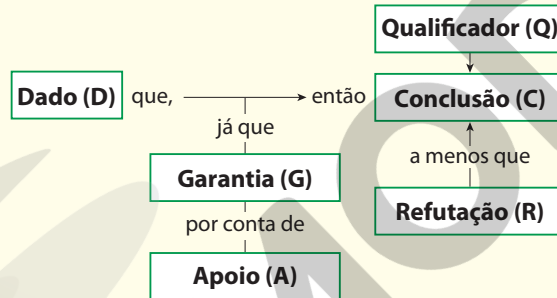 Qualificador (Q)
Dado (D) que, então Conclusão (C)
já que
a menos que
Garantia (G)
Refutação (R)
por conta de
Apoio (A)